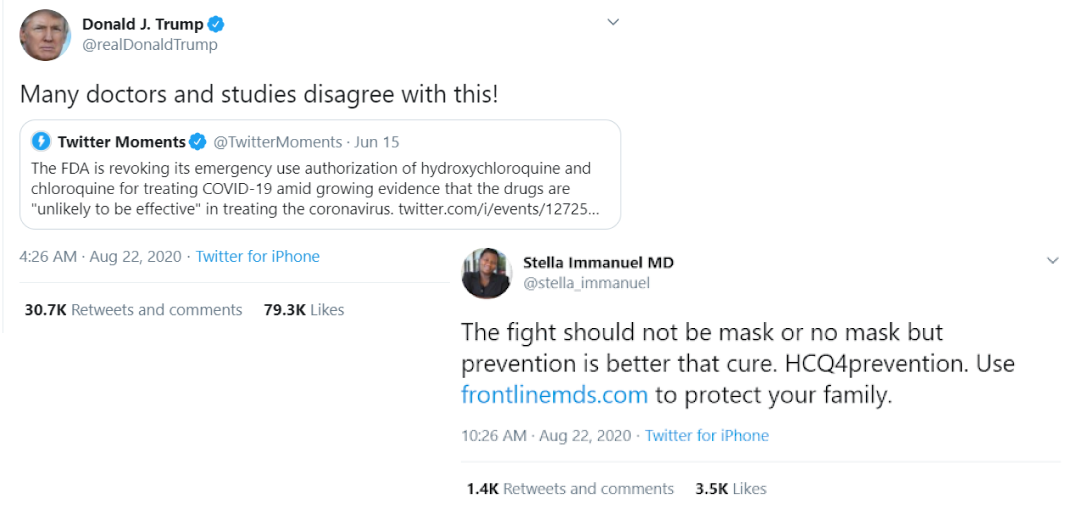 Donald J. Trump
@realDonaldTrump
Many doctors and studies disagree with this!
Twitter Moments @TwitterMoments · Jun 15
The FDA is revoking its emergency use authorization of hydroxychloroquine and
chloroquine for treating COVID-19 amid growing evidence that the drugs are
"unlikely to be effective" in treating the coronavirus. twitter.com/i/events/12725...
4:26 AM · Aug 22, 2020 · Twitter for iPhone
30.7K Retweets and comments 79.3K Likes
Stella Immanuel MD
@stella_immanuel
The fight should not be mask or no mask but
prevention is better that cure. HCQ4prevention. Use
frontlinemds.com to protect your family.
10:26 AM · Aug 22, 2020 · Twitter for iPhone
1.4K Retweets and comments 3.5K Likes